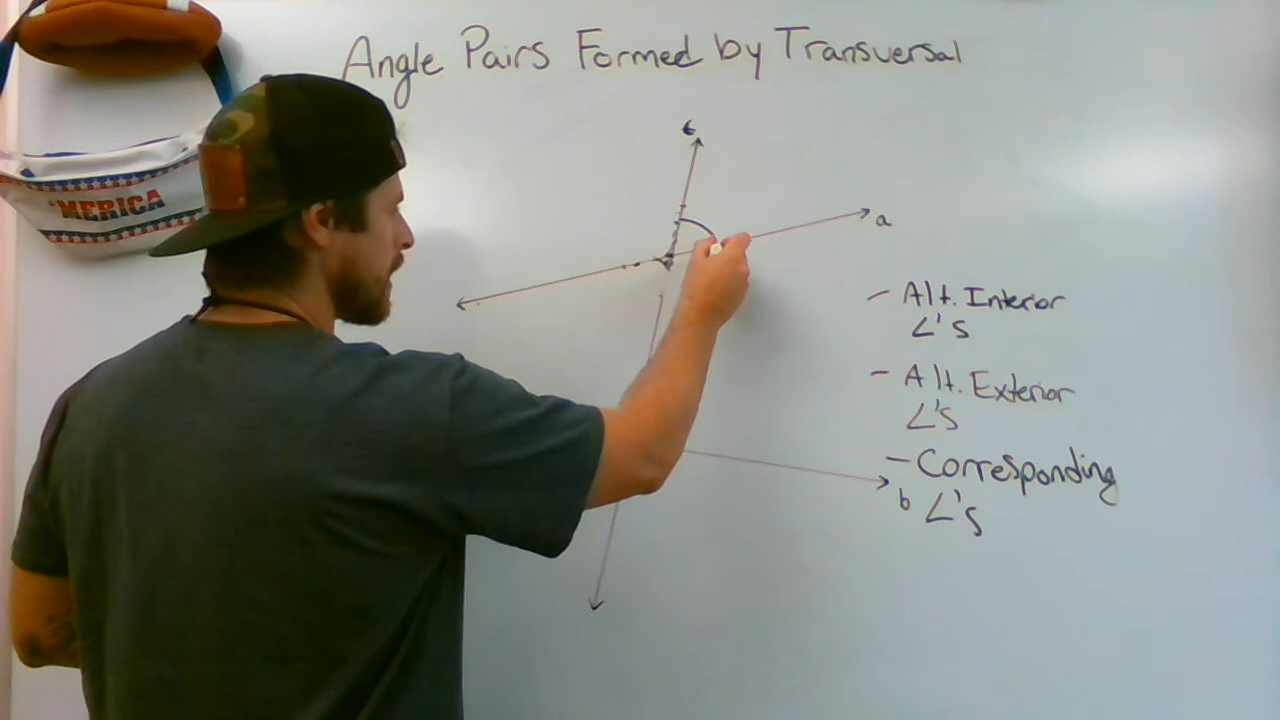 Angle Pairs Formed by Transversal
'MERICA
t
a
- Alt. Interior
∠'s
- Alt. Exterior
∠'s
- Corresponding
b ∠'s